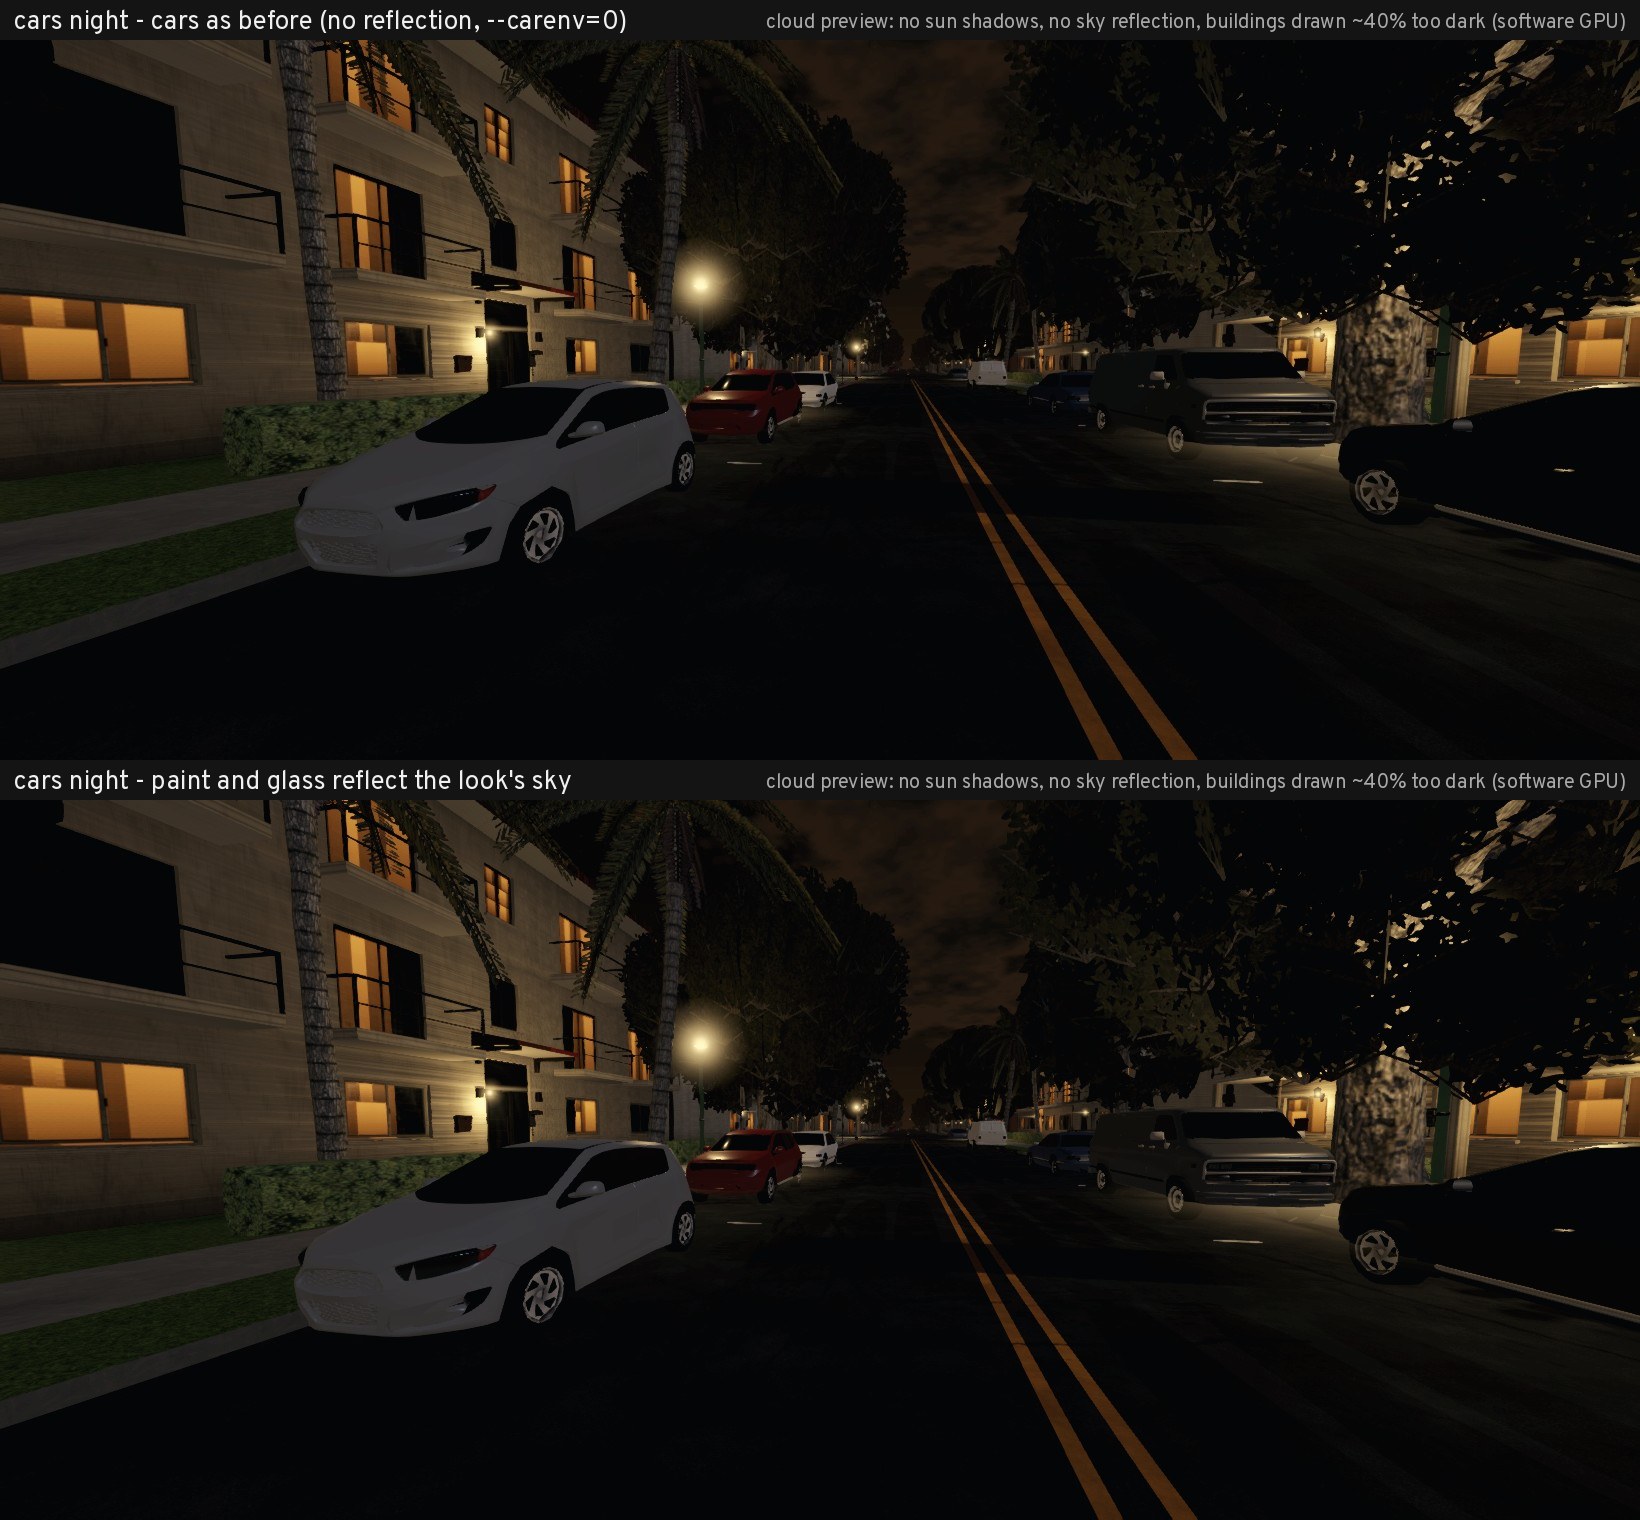 cars night - cars as before (no reflection, --carenv=0)
cloud preview: no sun shadows, no sky reflection, buildings drawn ~40% too dark (software GPU)
cars night - paint and glass reflect the look's sky
cloud preview: no sun shadows, no sky reflection, buildings drawn ~40% too dark (software GPU)